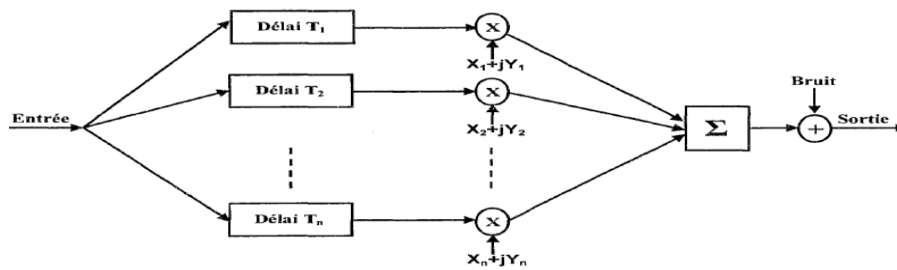 Délai T₁
X
X₁+jY₁
Délai T₂
X
X₂+jY₂
Bruit
Entrée
Σ
+
Sortie
Délai Tₙ
X
Xₙ+jYₙ